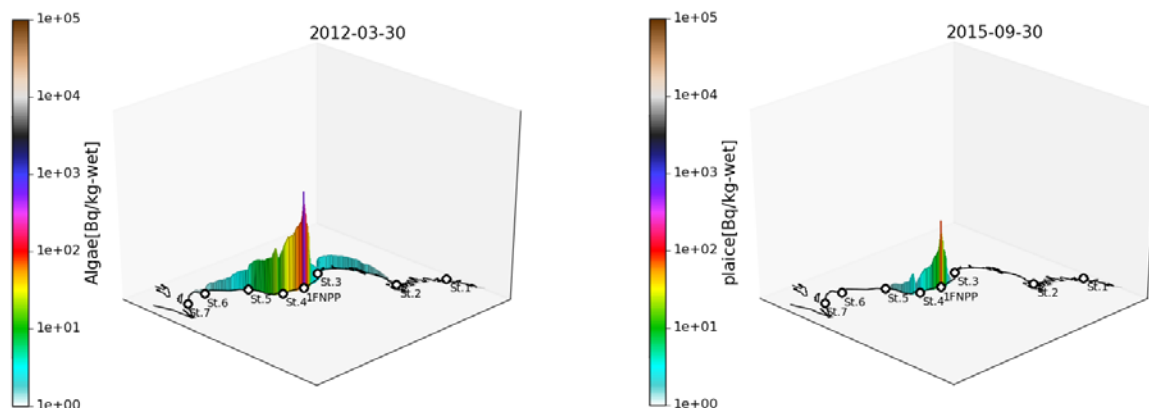 2012-03-30
1e+05
1e+04
1e+03
1e+02
1e+01
1e+00
Algae[Bq/kg-wet]
St.1
St.2
St.3
1FNPP
St.4
St.5
St.6
St.7
2015-09-30
1e+05
1e+04
1e+03
1e+02
1e+01
1e+00
plaice[Bq/kg-wet]
St.1
St.2
St.3
1FNPP
St.4
St.5
St.6
St.7